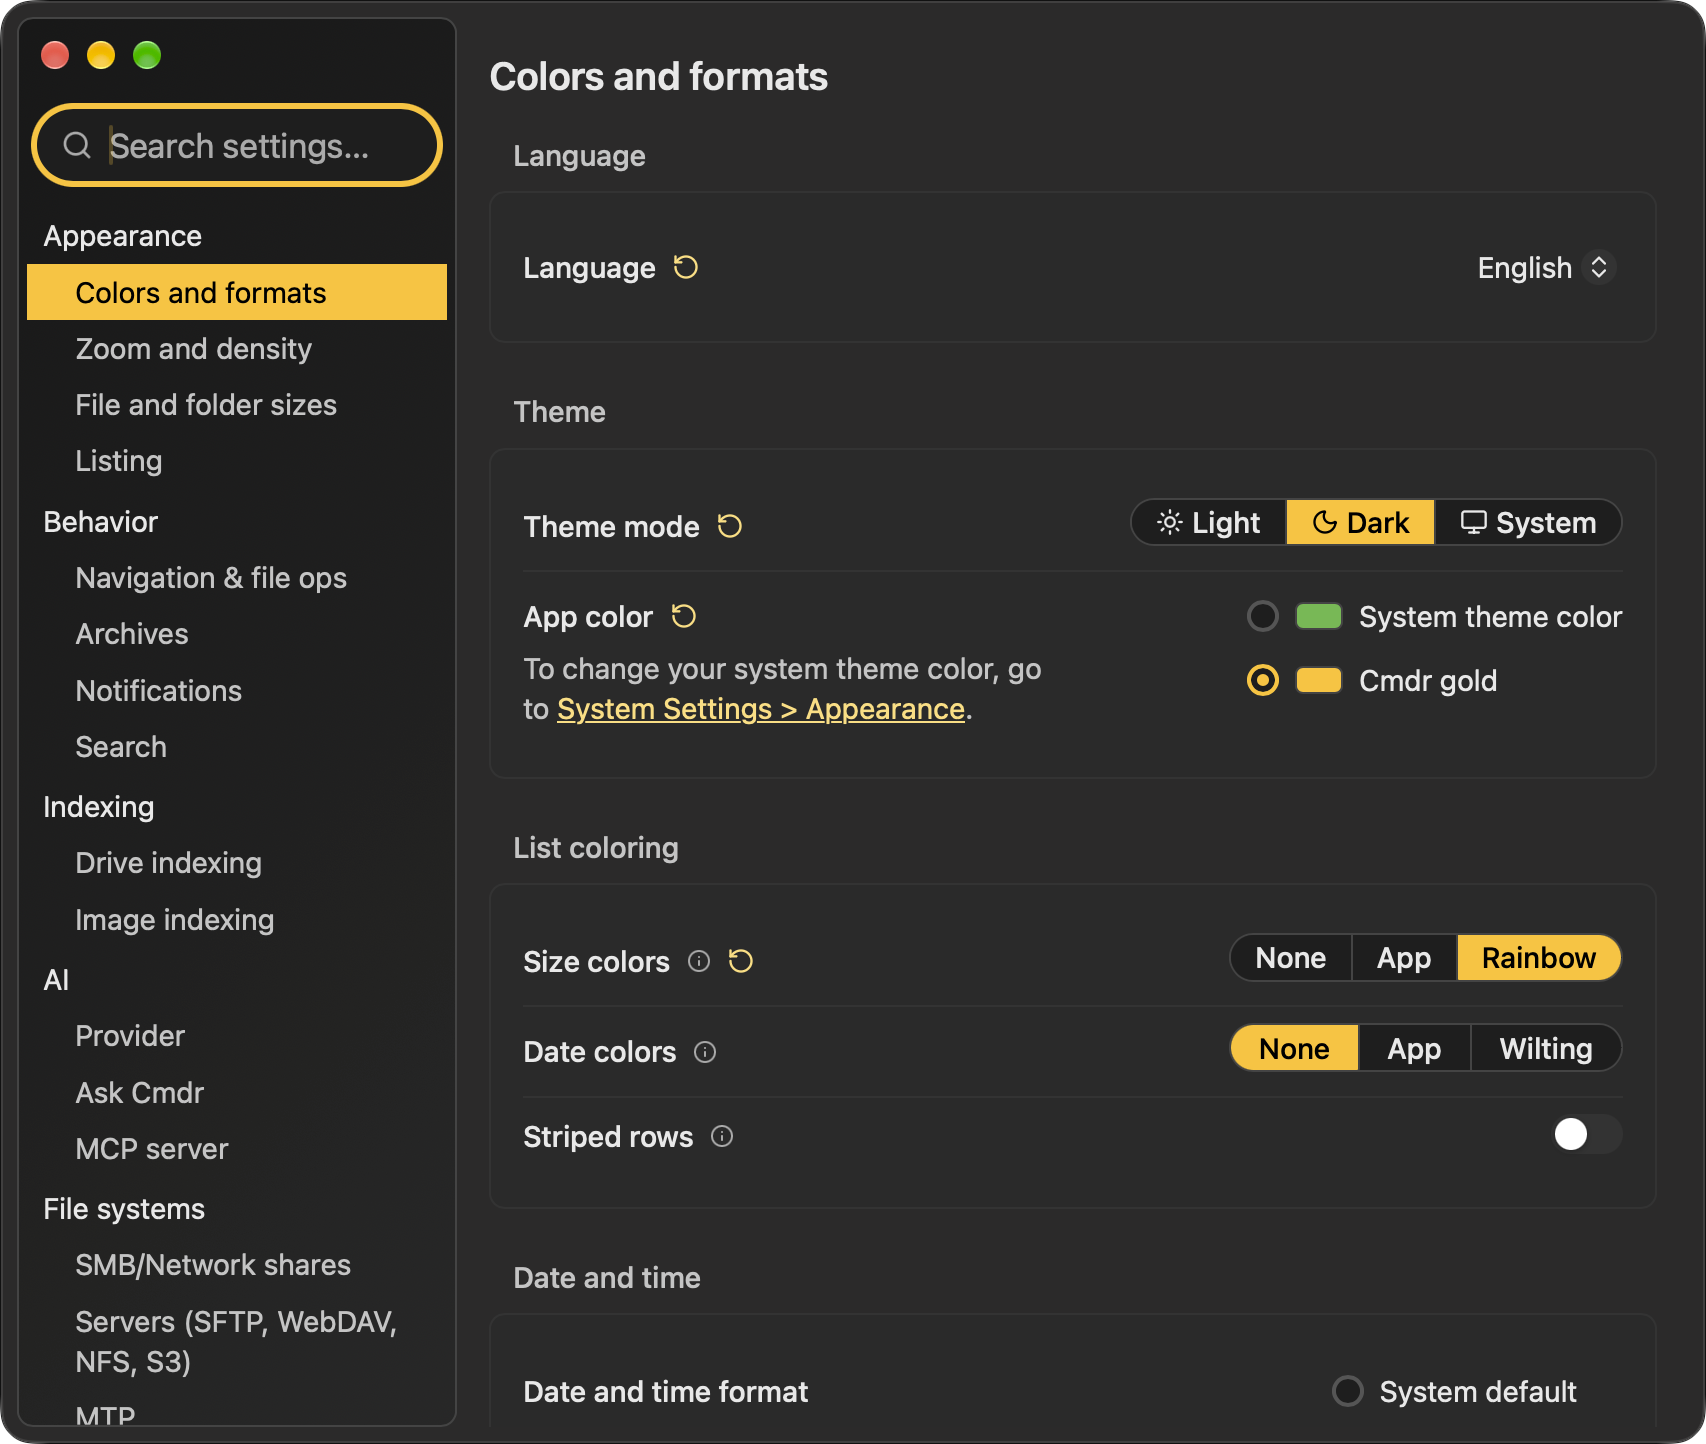 Search settings...
Appearance
Colors and formats
Zoom and density
File and folder sizes
Listing
Behavior
Navigation & file ops
Archives
Notifications
Search
Indexing
Drive indexing
Image indexing
AI
Provider
Ask Cmdr
MCP server
File systems
SMB/Network shares
Servers (SFTP, WebDAV,
NFS, S3)
MTP
Colors and formats
Language
Language English
Theme
Theme mode Light Dark System
App color System theme color
To change your system theme color, go
to System Settings > Appearance.
Cmdr gold
List coloring
Size colors None App Rainbow
Date colors None App Wilting
Striped rows
Date and time
Date and time format System default